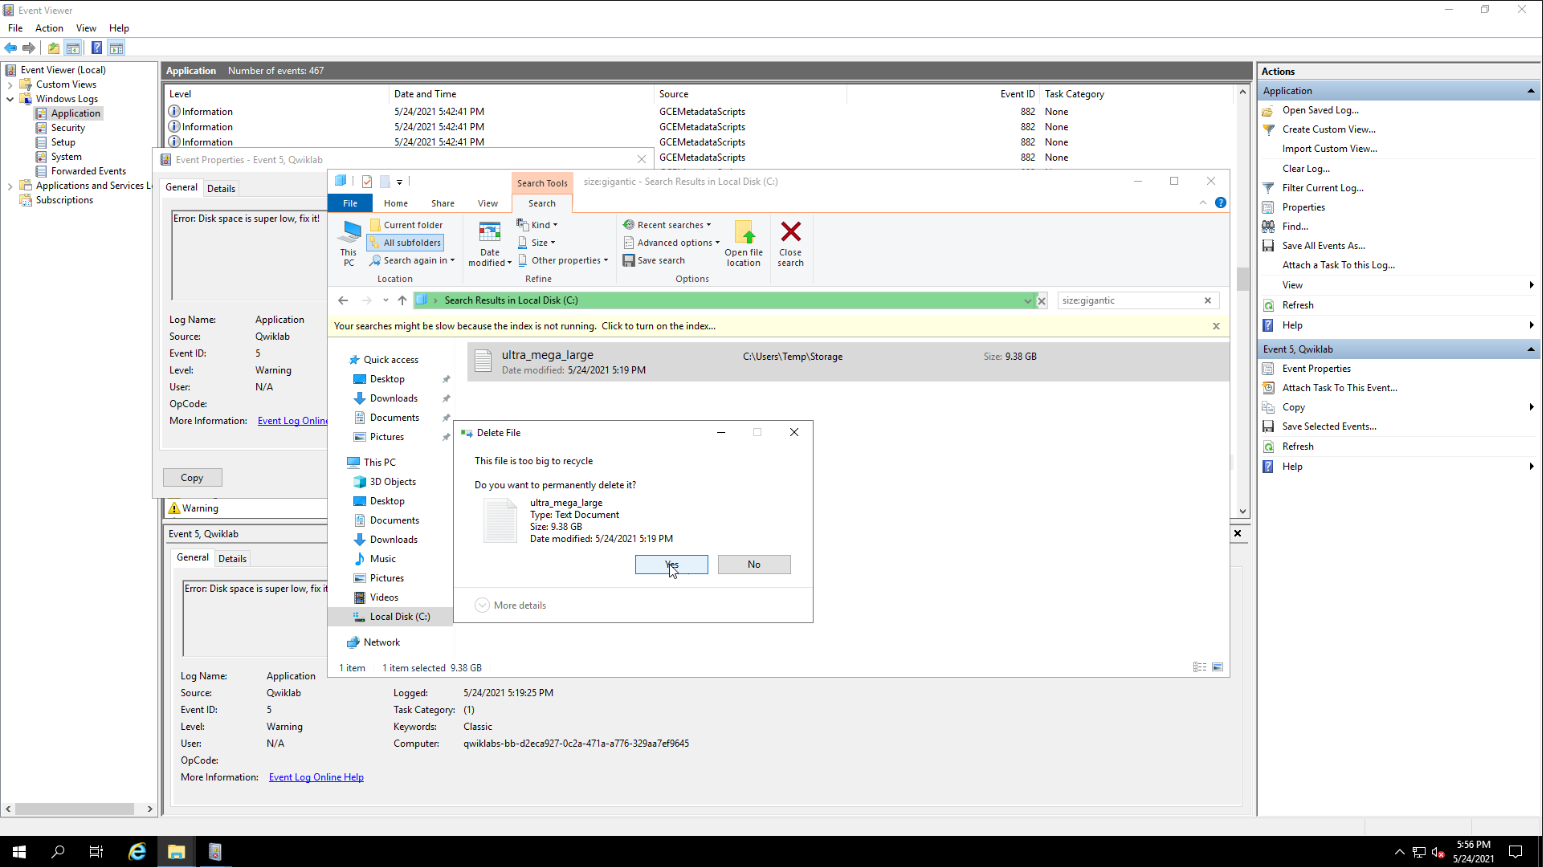 Event Viewer
File Action View Help
Event Viewer (Local)
Custom Views
Windows Logs
Application
Security
Setup
System
Forwarded Events
Applications and Services L
Subscriptions
Application Number of events: 467
Level Date and Time Source Event ID Task Category
Information 5/24/2021 5:42:41 PM GCEMetadataScripts 882 None
Information 5/24/2021 5:42:41 PM GCEMetadataScripts 882 None
Information 5/24/2021 5:42:41 PM GCEMetadataScripts 882 None
GCEMetadataScripts 882 None
Event Properties - Event 5, Qwiklab
General Details
Error: Disk space is super low, fix it!
Log Name: Application
Source: Qwiklab
Event ID: 5
Level: Warning
User: N/A
OpCode:
More Information: Event Log Online
Copy
Warning
Search Tools size:gigantic - Search Results in Local Disk (C:)
File Home Share View Search
This PC
Current folder
All subfolders
Search again in
Location
Date modified
Kind
Size
Other properties
Refine
Recent searches
Advanced options
Save search
Open file location
Options
Close search
Search Results in Local Disk (C:)
size:gigantic
Your searches might be slow because the index is not running. Click to turn on the index...
Quick access
Desktop
Downloads
Documents
Pictures
This PC
3D Objects
Desktop
Documents
Downloads
Music
Pictures
Videos
Local Disk (C:)
Network
ultra_mega_large C:\Users\Temp\Storage Size: 9.38 GB
Date modified: 5/24/2021 5:19 PM
1 item 1 item selected 9.38 GB
Delete File
This file is too big to recycle
Do you want to permanently delete it?
ultra_mega_large
Type: Text Document
Size: 9.38 GB
Date modified: 5/24/2021 5:19 PM
Yes No
More details
Event 5, Qwiklab
General Details
Error: Disk space is super low, fix it
Log Name: Application
Source: Qwiklab Logged: 5/24/2021 5:19:25 PM
Event ID: 5 Task Category: (1)
Level: Warning Keywords: Classic
User: N/A Computer: qwiklabs-bb-d2eca927-0c2a-471a-a776-329aa7ef9645
OpCode:
More Information: Event Log Online Help
Actions
Application
Open Saved Log...
Create Custom View...
Import Custom View...
Clear Log...
Filter Current Log...
Properties
Find...
Save All Events As...
Attach a Task To this Log...
View
Refresh
Help
Event 5, Qwiklab
Event Properties
Attach Task To This Event...
Copy
Save Selected Events...
Refresh
Help
5:56 PM
5/24/2021